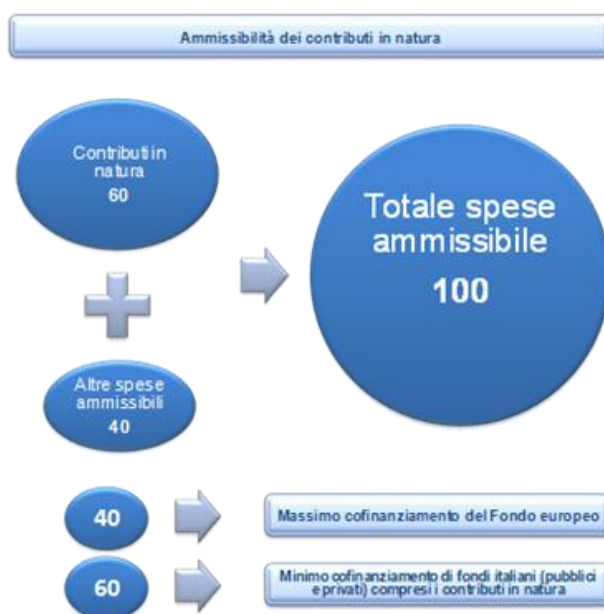 Ammissibilità dei contributi in natura
Contributi in
natura
60
Totale spese
ammissibile
100
Altre spese
ammissibili
40
40
Massimo cofinanziamento del Fondo europeo
60
Minimo cofinanziamento di fondi italiani (pubblici
e privati) compresi i contributi in natura